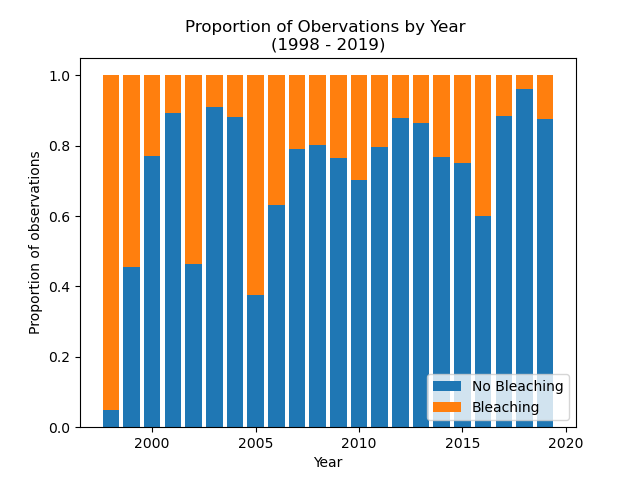 Proportion of Obervations by Year
(1998 - 2019)
Proportion of observations
1.0
0.8
0.6
0.4
0.2
0.0
2000
2005
2010
2015
2020
Year
No Bleaching
Bleaching